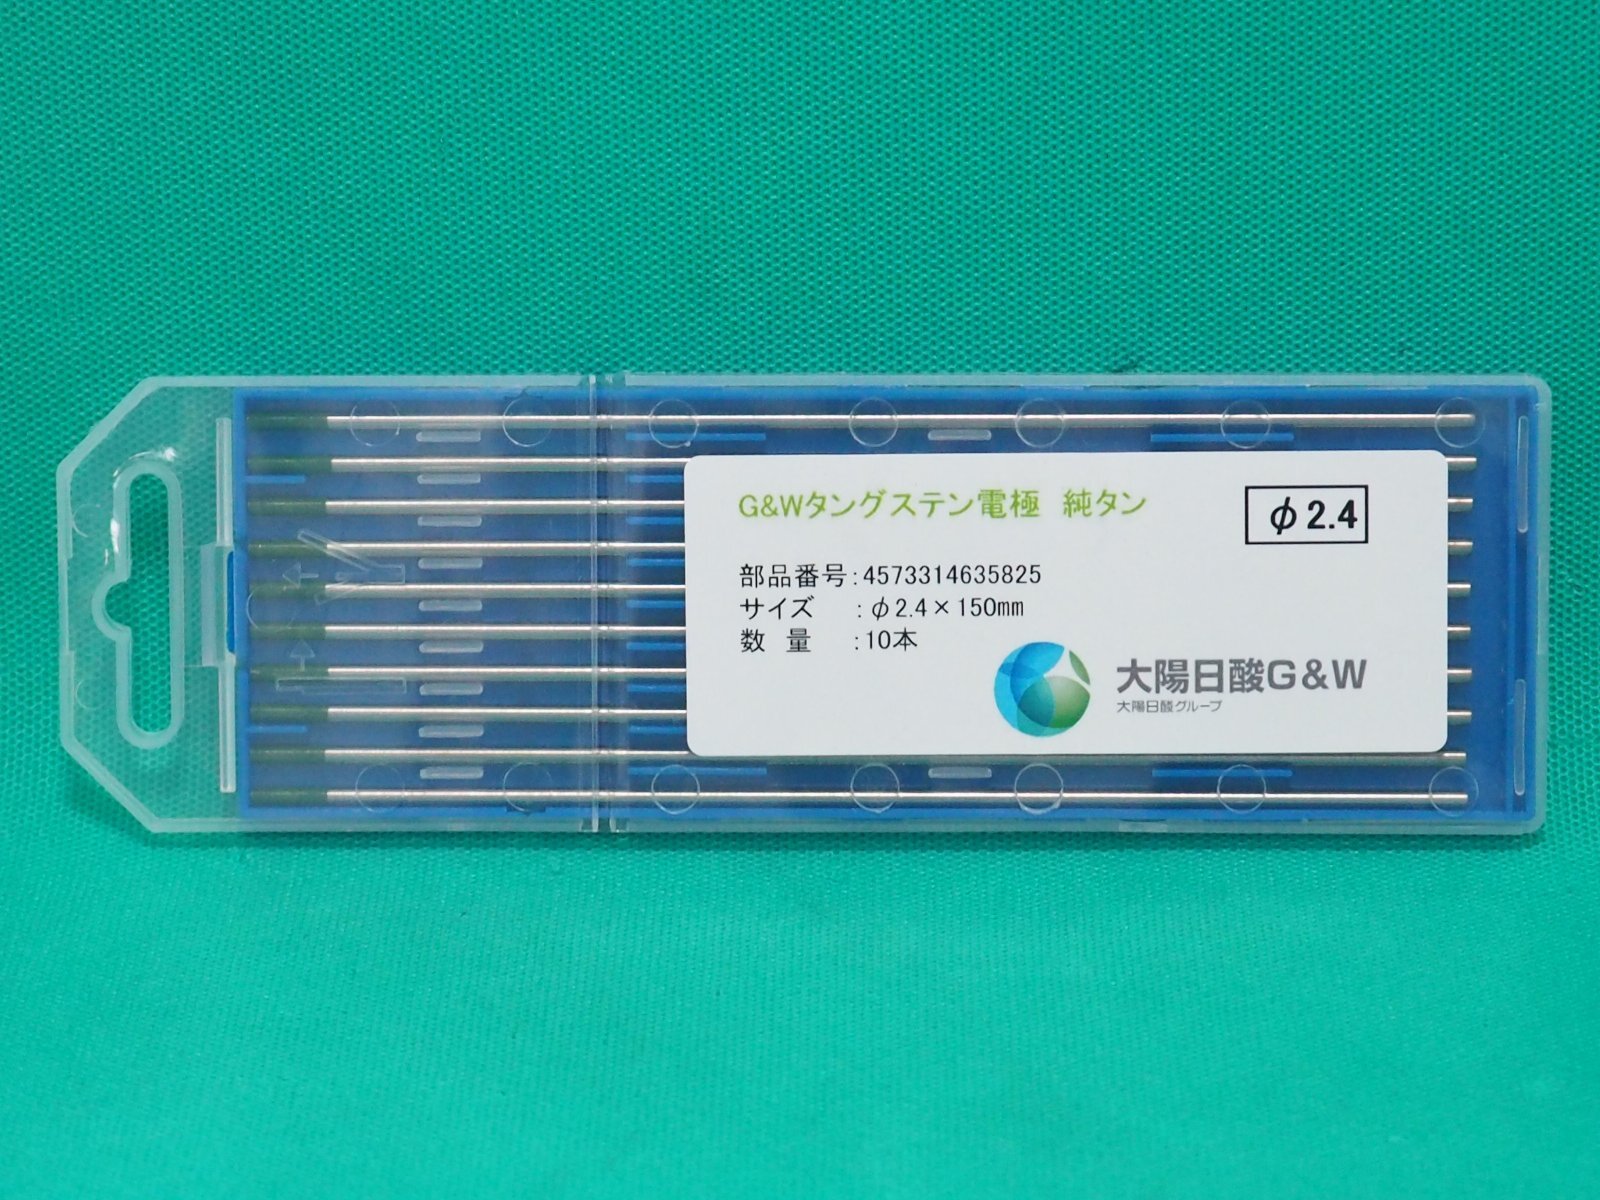 G&Wタングステン電極 純タン
φ2.4
部品番号:4573314635825
サイズ :φ2.4×150mm
数 量 :10本
大陽日酸G&W
大陽日酸グループ